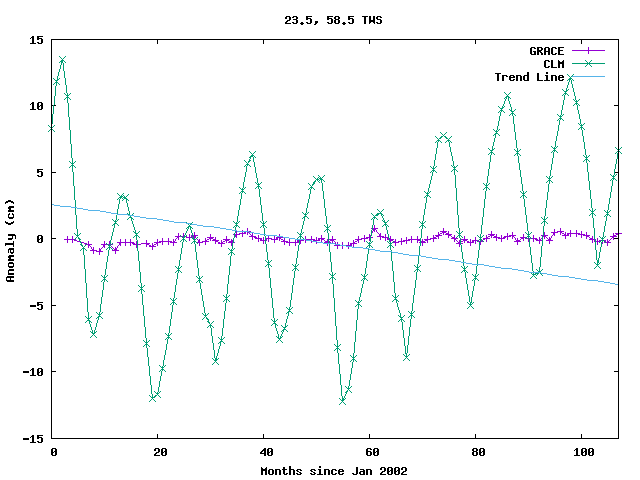 23.5, 58.5 TWS
GRACE
CLM
Trend Line
15
10
5
0
-5
-10
-15
Anomaly (cm)
0 20 40 60 80 100
Months since Jan 2002